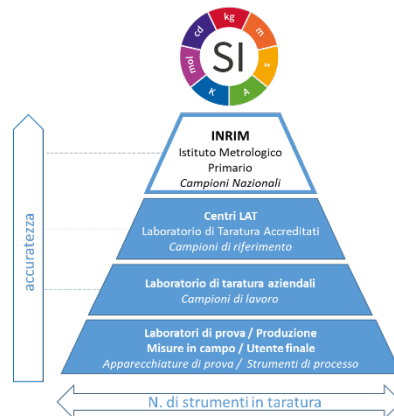 kg
cd
m
mol
SI
s
K
A
INRIM
Istituto Metrologico
Primario
Campioni Nazionali
Centri LAT
Laboratorio di Taratura Accreditati
Campioni di riferimento
Laboratorio di taratura aziendali
Campioni di lavoro
Laboratori di prova / Produzione
Misure in campo / Utente finale
Apparecchiature di prova / Strumenti di processo
accuratezza
N. di strumenti in taratura